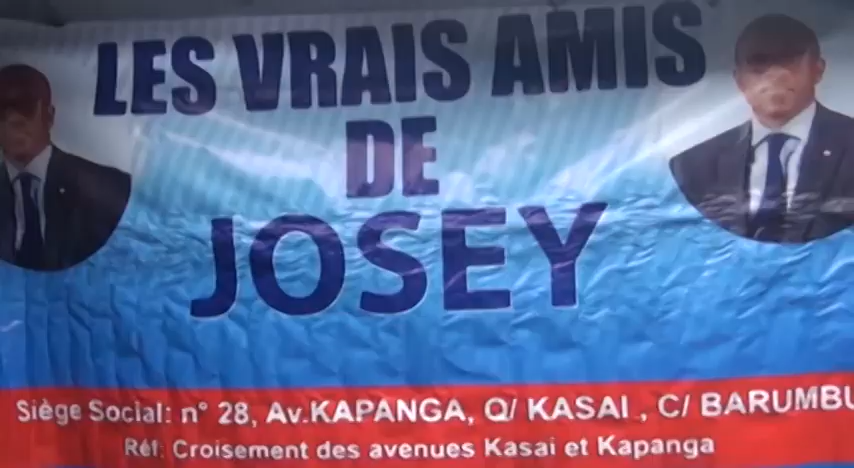 LES VRAIS AMIS
DE
JOSEY
Siège Social: n° 28, Av.KAPANGA, Q/ KASAI , C/ BARUMBU
Réf: Croisement des avenues Kasai et Kapanga